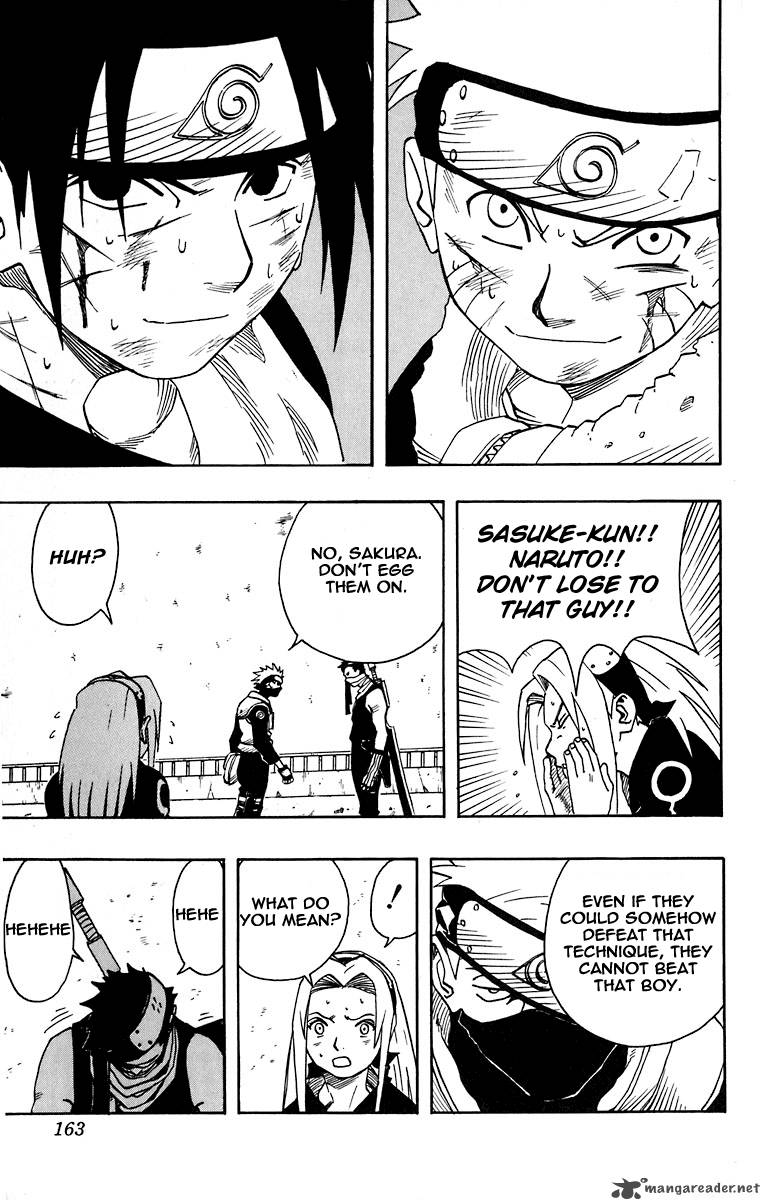 SASUKE-KUN!!
NARUTO!!
DON'T LOSE TO
THAT GUY!!
NO, SAKURA.
DON'T EGG
THEM ON.
HUH?
EVEN IF THEY
COULD SOMEHOW
DEFEAT THAT
TECHNIQUE, THEY
CANNOT BEAT
THAT BOY.
!
WHAT DO
YOU MEAN?
HEHE
HEHEHE
163
mangareader.net